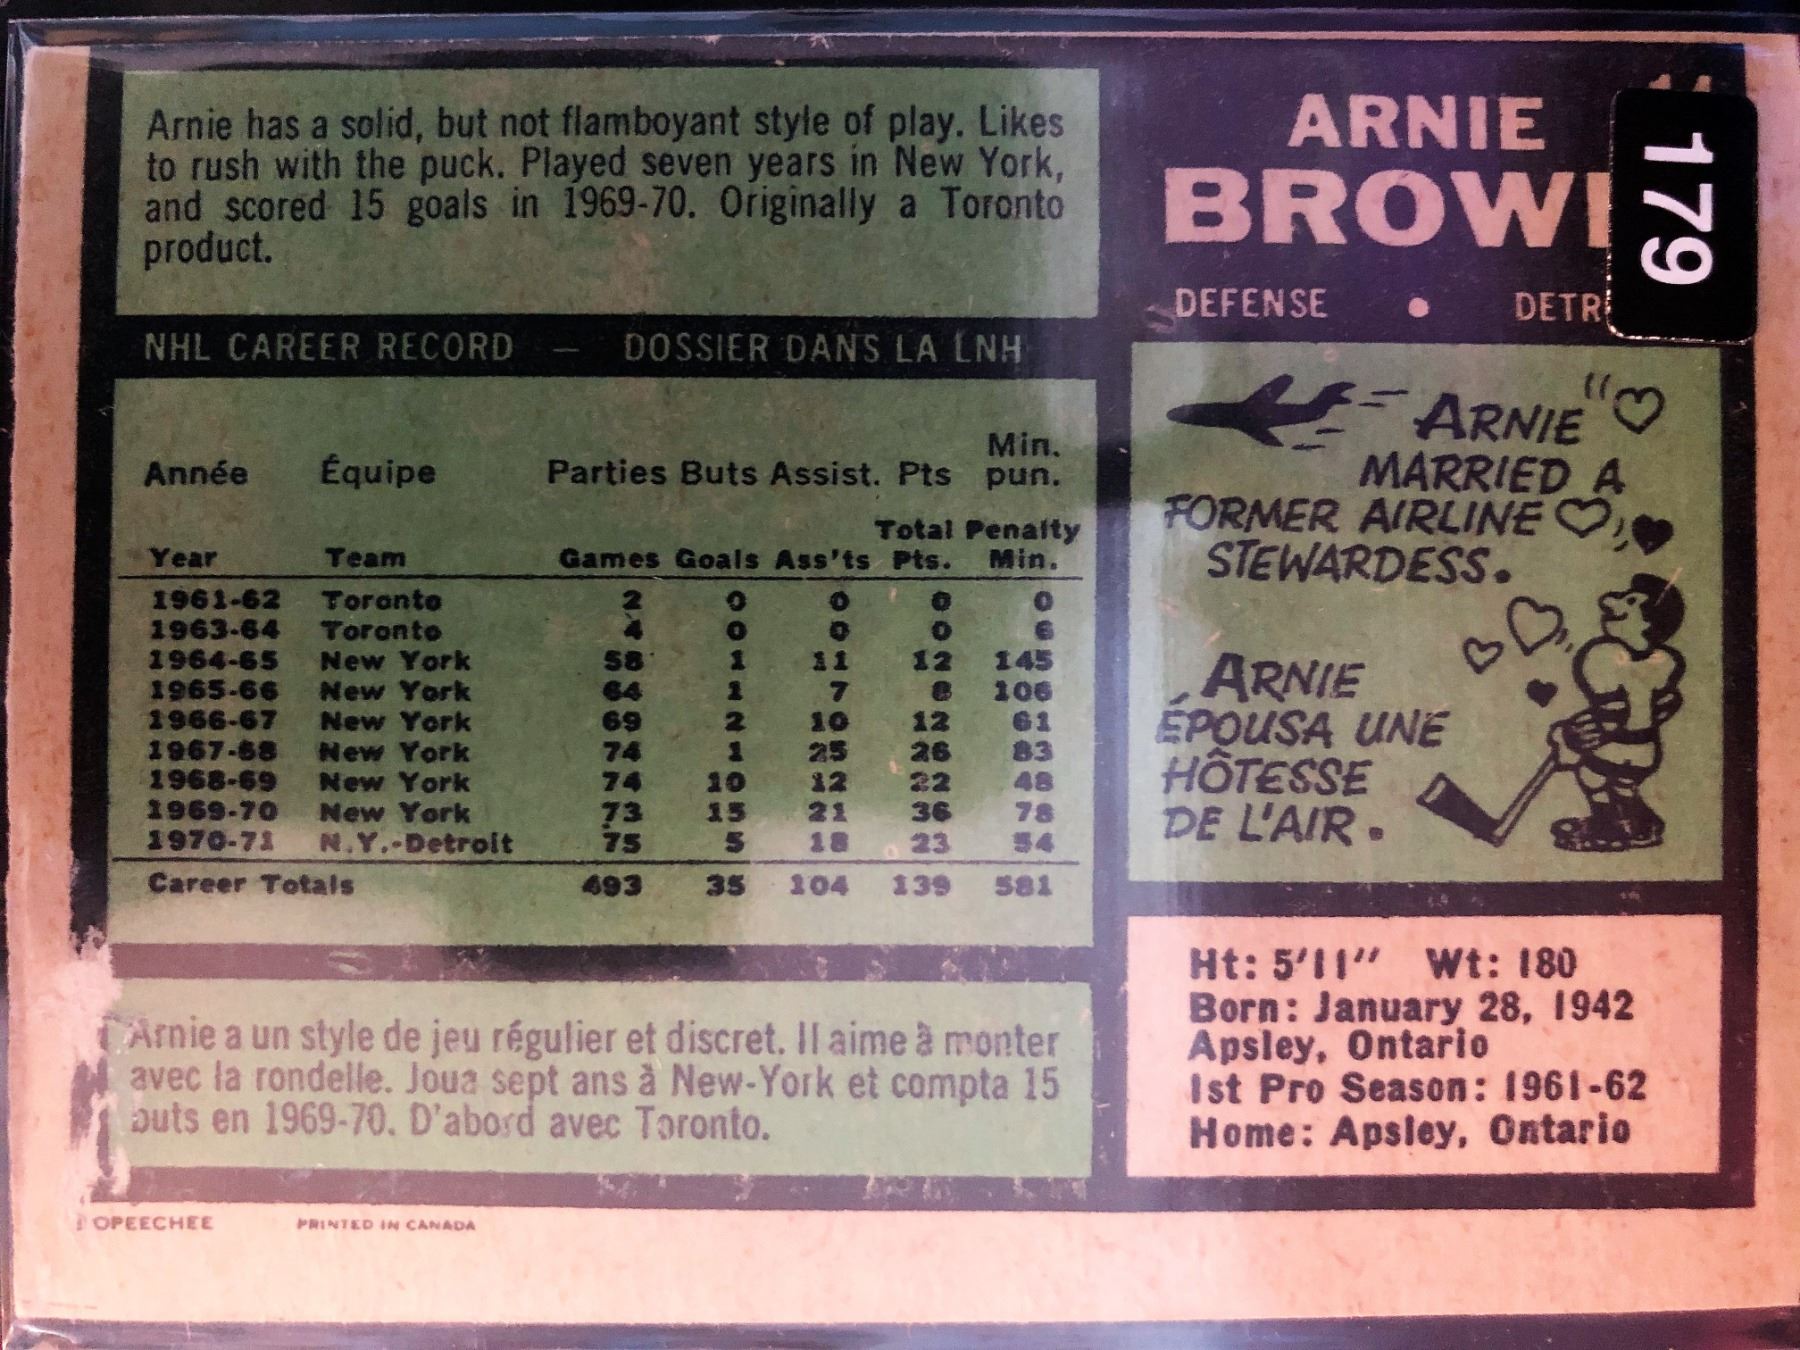 Arnie has a solid, but not flamboyant style of play. Likes
to rush with the puck. Played seven years in New York,
and scored 15 goals in 1969-70. Originally a Toronto
product.
NHL CAREER RECORD — DOSSIER DANS LA LNH
Année Équipe Parties Buts Assist. Pts Min. pun.
Year Team Games Goals Ass'ts Total Pts. Penalty Min.
1961-62 Toronto 2 0 0 0 0
1963-64 Toronto 4 0 0 0 6
1964-65 New York 58 1 11 12 145
1965-66 New York 64 1 7 8 106
1966-67 New York 69 2 10 12 61
1967-68 New York 74 1 25 26 83
1968-69 New York 74 10 12 22 48
1969-70 New York 73 15 21 36 78
1970-71 N.Y.-Detroit 75 5 18 23 54
Career Totals 493 35 104 139 581
Arnie a un style de jeu régulier et discret. Il aime à monter
avec la rondelle. Joua sept ans à New-York et compta 15
buts en 1969-70. D'abord avec Toronto.
OPEECHEE PRINTED IN CANADA
ARNIE
179
DEFENSE •
ARNIE
MARRIED A
FORMER AIRLINE
STEWARDESS.
ARNIE
ÉPOUSA UNE
HÔTESSE
DE L'AIR.
Ht: 5'11" Wt: 180
Born: January 28, 1942
Apsley, Ontario
1st Pro Season: 1961-62
Home: Apsley, Ontario